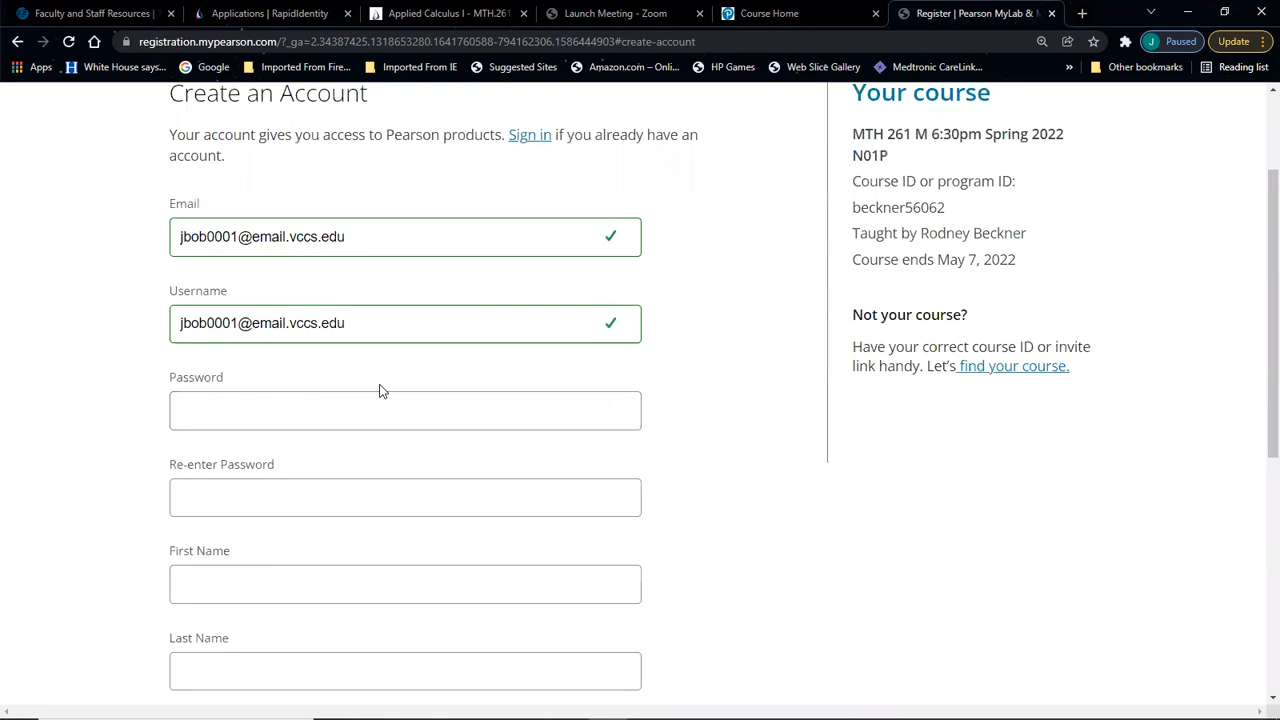 Faculty and Staff Resources |
Applications | RapidIdentity
Applied Calculus I - MTH.261
Launch Meeting - Zoom
Course Home
Register | Pearson MyLab &
registration.mypearson.com/?_ga=2.34387425.1318653280.1641760588-794162306.1586444903#create-account
J Paused
Update
Apps
White House says...
Google
Imported From Fire...
Imported From IE
Suggested Sites
Amazon.com – Onli...
HP Games
Web Slice Gallery
Medtronic CareLink...
»
Other bookmarks
Reading list
Create an Account
Your account gives you access to Pearson products. Sign in if you already have an
account.
Email
jbob0001@email.vccs.edu
Username
jbob0001@email.vccs.edu
Password
Re-enter Password
First Name
Last Name
Your course
MTH 261 M 6:30pm Spring 2022
N01P
Course ID or program ID:
beckner56062
Taught by Rodney Beckner
Course ends May 7, 2022
Not your course?
Have your correct course ID or invite
link handy. Let's find your course.